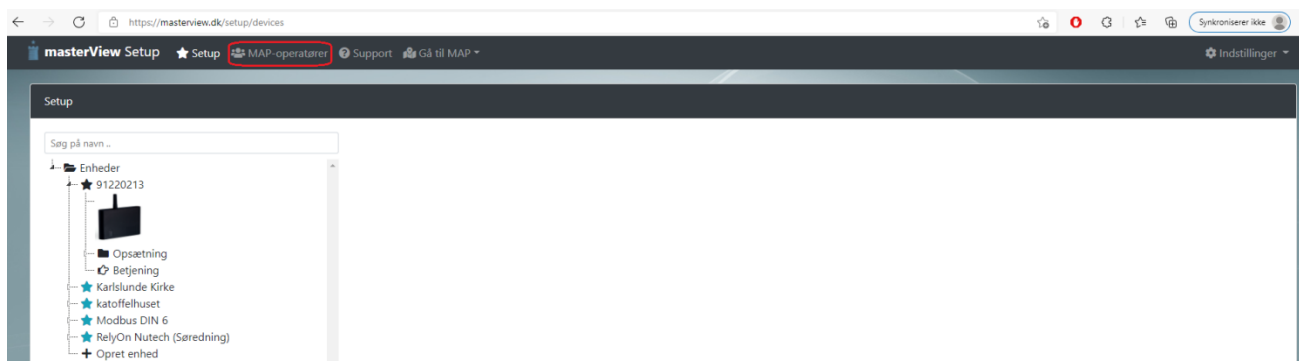 https://masterview.dk/setup/devices
Synkroniserer ikke
masterView Setup Setup MAP-operatører Support Gå til MAP Indstillinger
Setup
Søg på navn ..
Enheder
91220213
Opsætning
Betjening
Karlslunde Kirke
katoffelhuset
Modbus DIN 6
RelyOn Nutech (Søredning)
Opret enhed